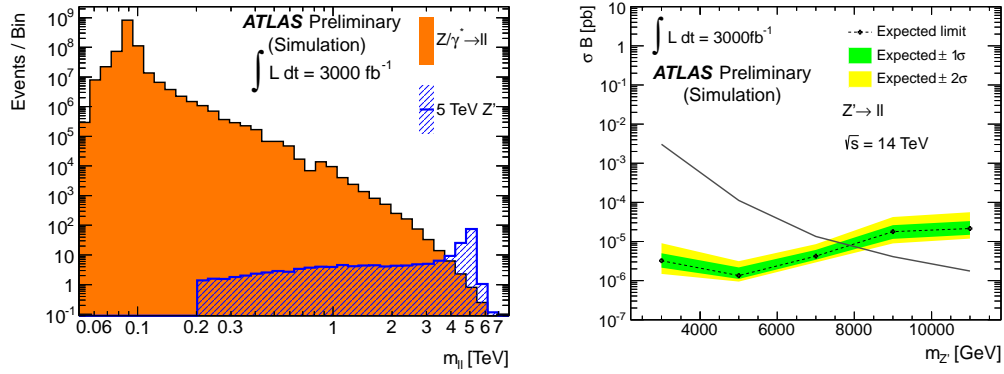 Events / Bin
10⁹
10⁸
10⁷
10⁶
10⁵
10⁴
10³
10²
10
1
10⁻¹
ATLAS Preliminary
(Simulation)
∫ L dt = 3000 fb⁻¹
Z/γ*→ll
5 TeV Z'
0.06 0.1 0.2 0.3 1 2 3 4 5 6 7
m_ll [TeV]
σ B [pb]
10
1
10⁻¹
10⁻²
10⁻³
10⁻⁴
10⁻⁵
10⁻⁶
10⁻⁷
∫ L dt = 3000fb⁻¹
ATLAS Preliminary
(Simulation)
Expected limit
Expected ± 1σ
Expected ± 2σ
Z'→ ll
√s = 14 TeV
4000 6000 8000 10000
m_Z' [GeV]